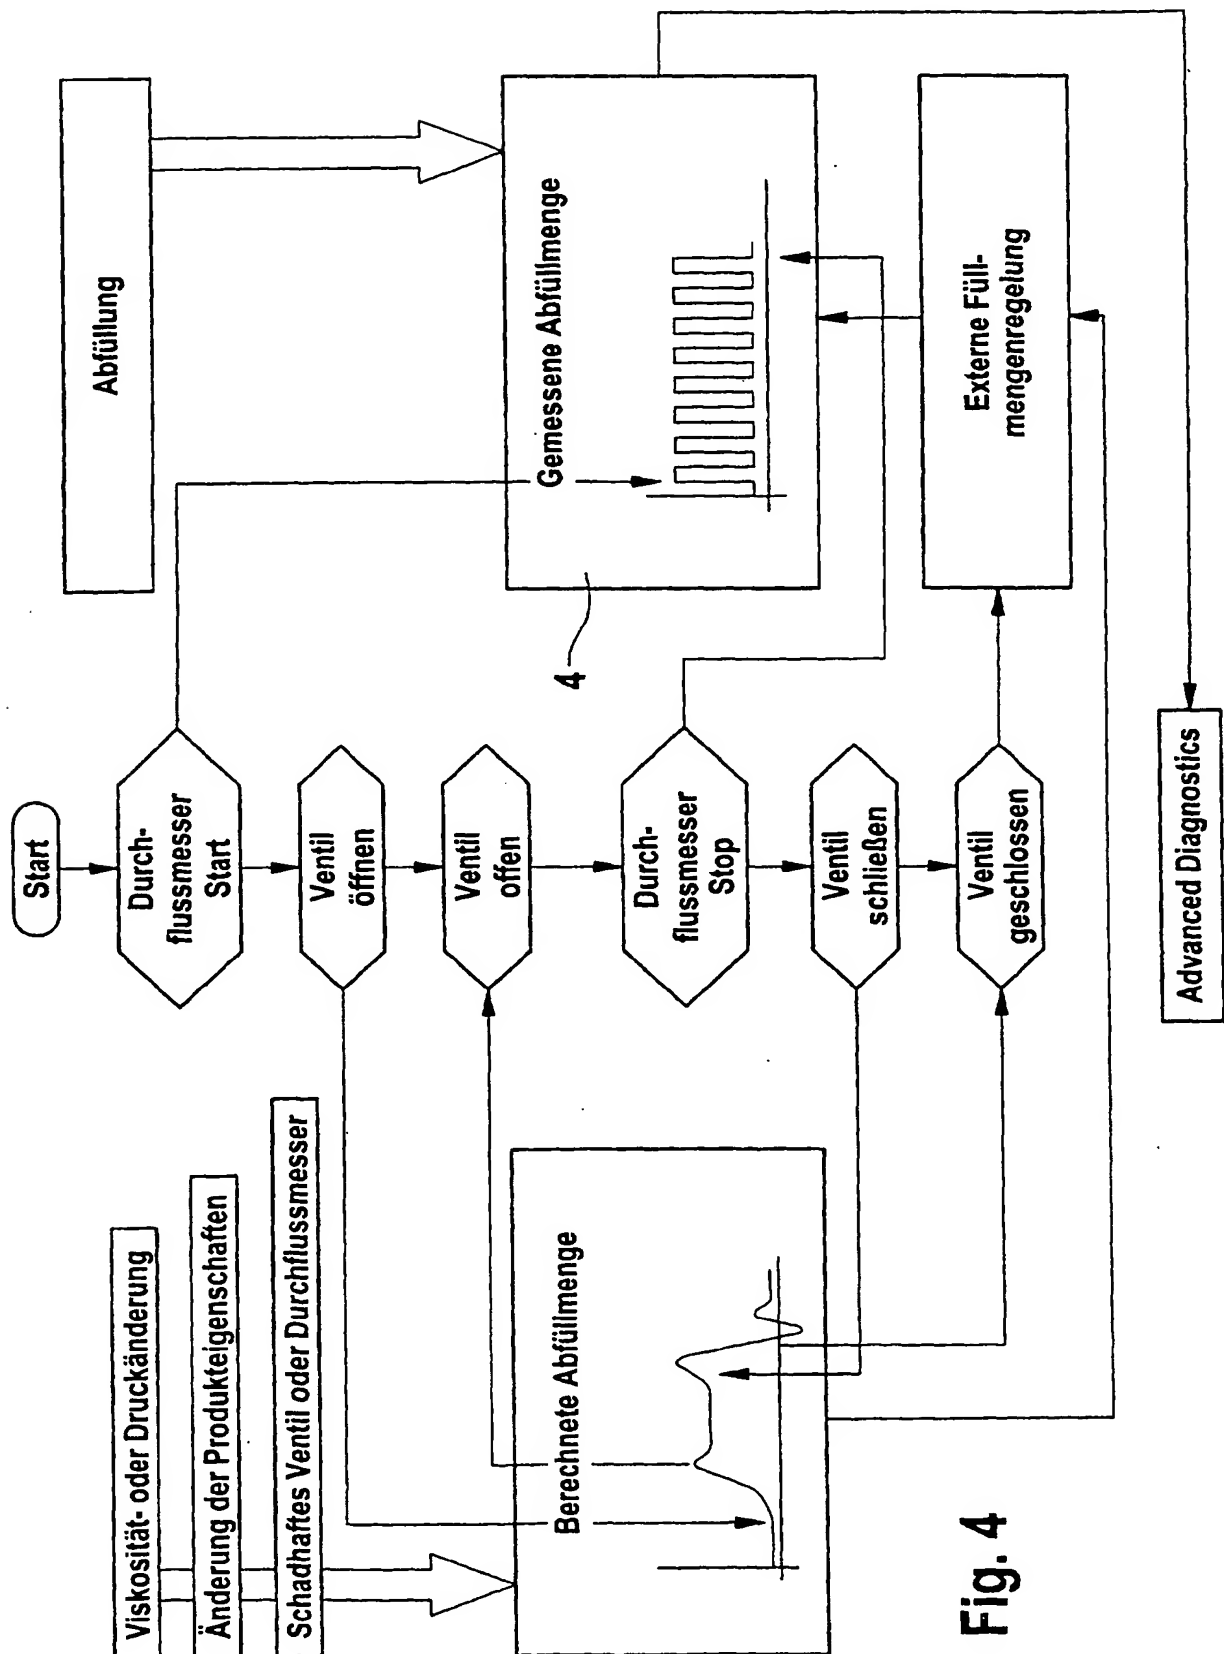 Start
Durch-
flussmesser
Start
Ventil
öffnen
Ventil
offen
Durch-
flussmesser
Stop
Ventil
schließen
Ventil
geschlossen
Viskosität- oder Druckänderung
Änderung der Produkteigenschaften
Schadhaftes Ventil oder Durchflussmesser
Berechnete Abfüllmenge
Abfüllung
Gemessene Abfüllmenge
4
Externe Füll-
mengenregelung
Advanced Diagnostics
Fig. 4